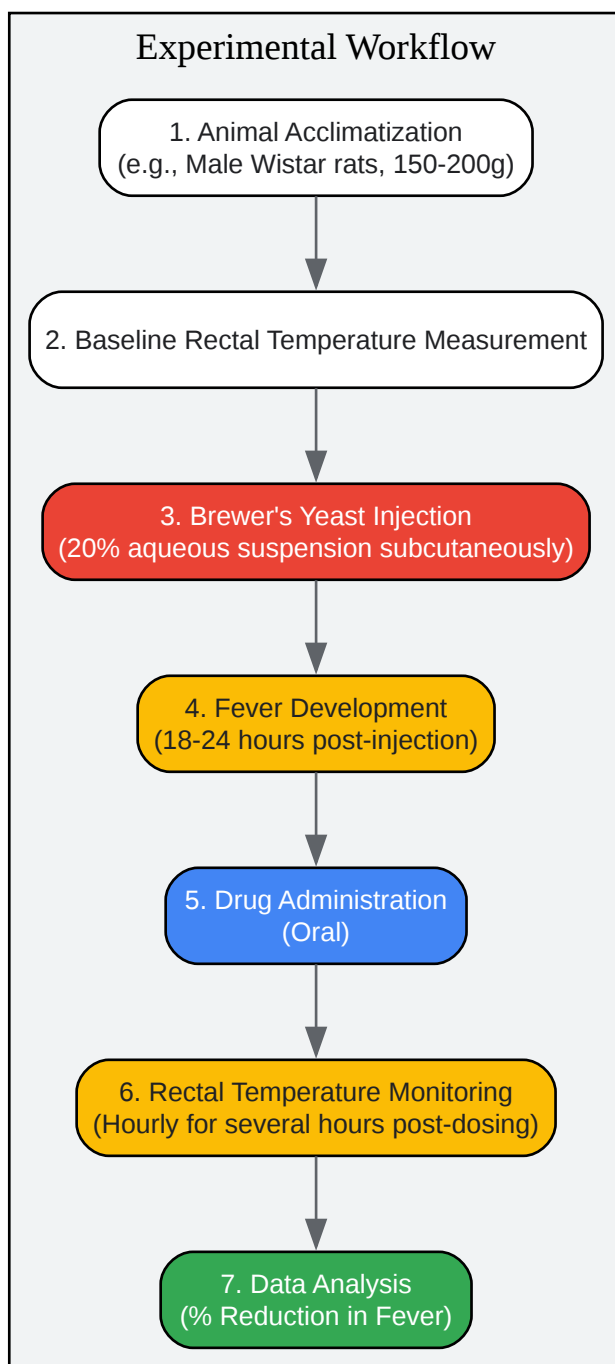 Experimental Workflow
1. Animal Acclimatization
(e.g., Male Wistar rats, 150-200g)
2. Baseline Rectal Temperature Measurement
3. Brewer's Yeast Injection
(20% aqueous suspension subcutaneously)
4. Fever Development
(18-24 hours post-injection)
5. Drug Administration
(Oral)
6. Rectal Temperature Monitoring
(Hourly for several hours post-dosing)
7. Data Analysis
(% Reduction in Fever)